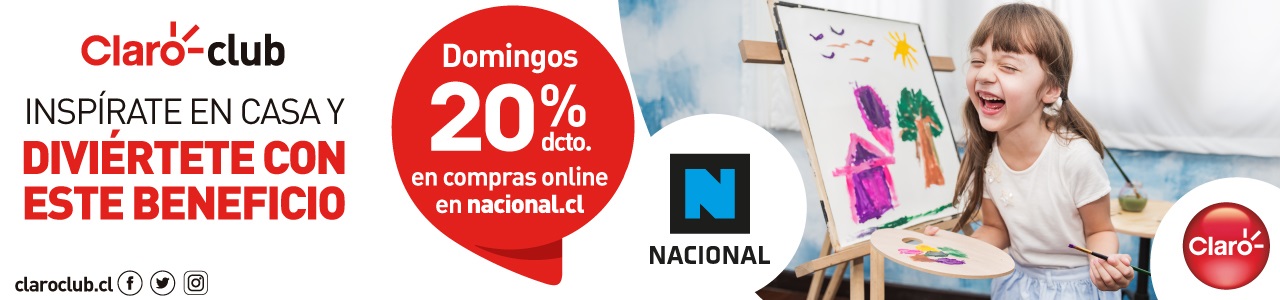 Claro-club
INSPÍRATE EN CASA Y
DIVIÉRTETE CON
ESTE BENEFICIO
claroclub.cl
Domingos
20%
dcto.
en compras online
en nacional.cl
N
NACIONAL
Claro-